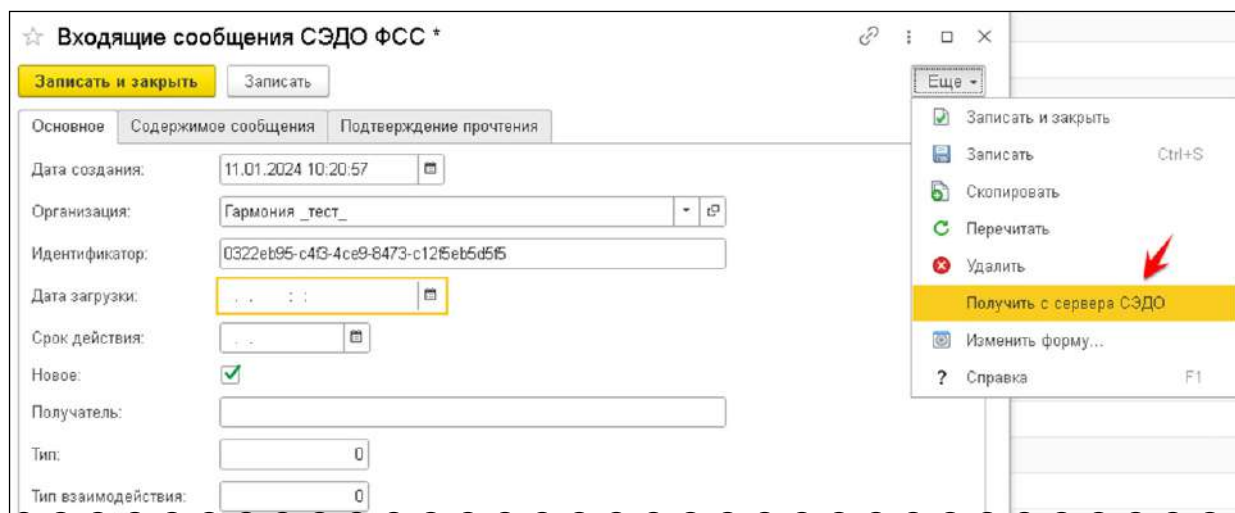 Входящие сообщения СЭДО ФСС *
Записать и закрыть Записать Еще
Основное Содержимое сообщения Подтверждение прочтения
Дата создания: 11.01.2024 10:20:57
Организация: Гармония _тест_
Идентификатор: 0322eb95-c4f3-4ce9-8473-c12f5eb5d5f5
Дата загрузки: . . : :
Срок действия: . .
Новое:
Получатель:
Тип: 0
Тип взаимодействия: 0
Записать и закрыть
Записать Ctrl+S
Скопировать
Перечитать
Удалить
Получить с сервера СЭДО
Изменить форму...
? Справка F1